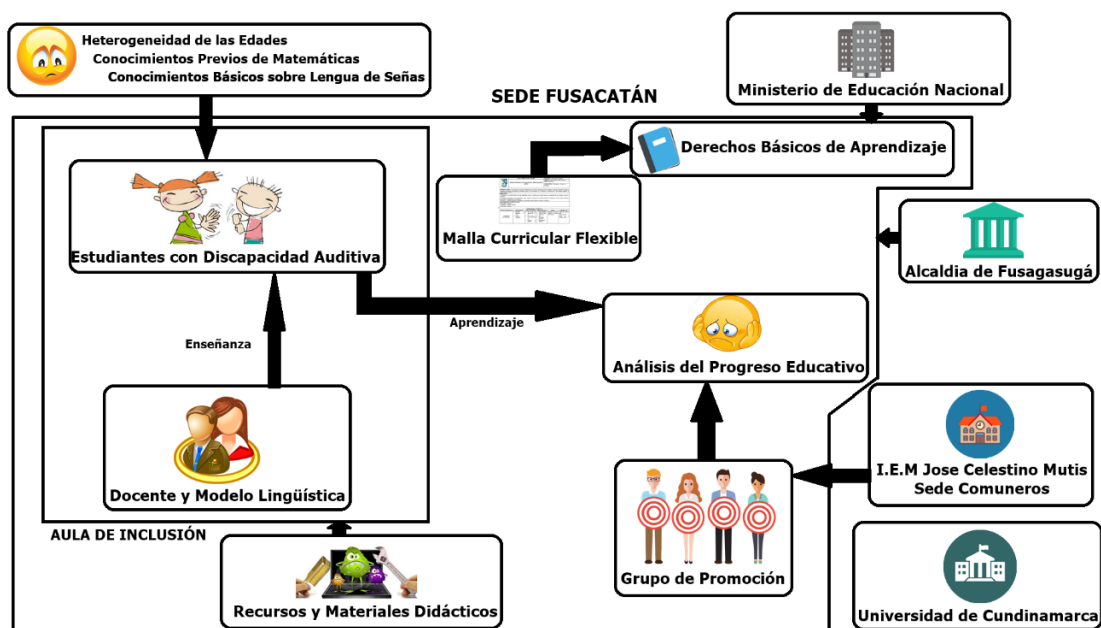 Heterogeneidad de las Edades
Conocimientos Previos de Matemáticas
Conocimientos Básicos sobre Lengua de Señas
Ministerio de Educación Nacional
SEDE FUSACATÁN
Derechos Básicos de Aprendizaje
Malla Curricular Flexible
Estudiantes con Discapacidad Auditiva
Alcaldia de Fusagasugá
Aprendizaje
Enseñanza
Análisis del Progreso Educativo
Docente y Modelo Lingüística
I.E.M Jose Celestino Mutis
Sede Comuneros
AULA DE INCLUSIÓN
Grupo de Promoción
Recursos y Materiales Didácticos
Universidad de Cundinamarca